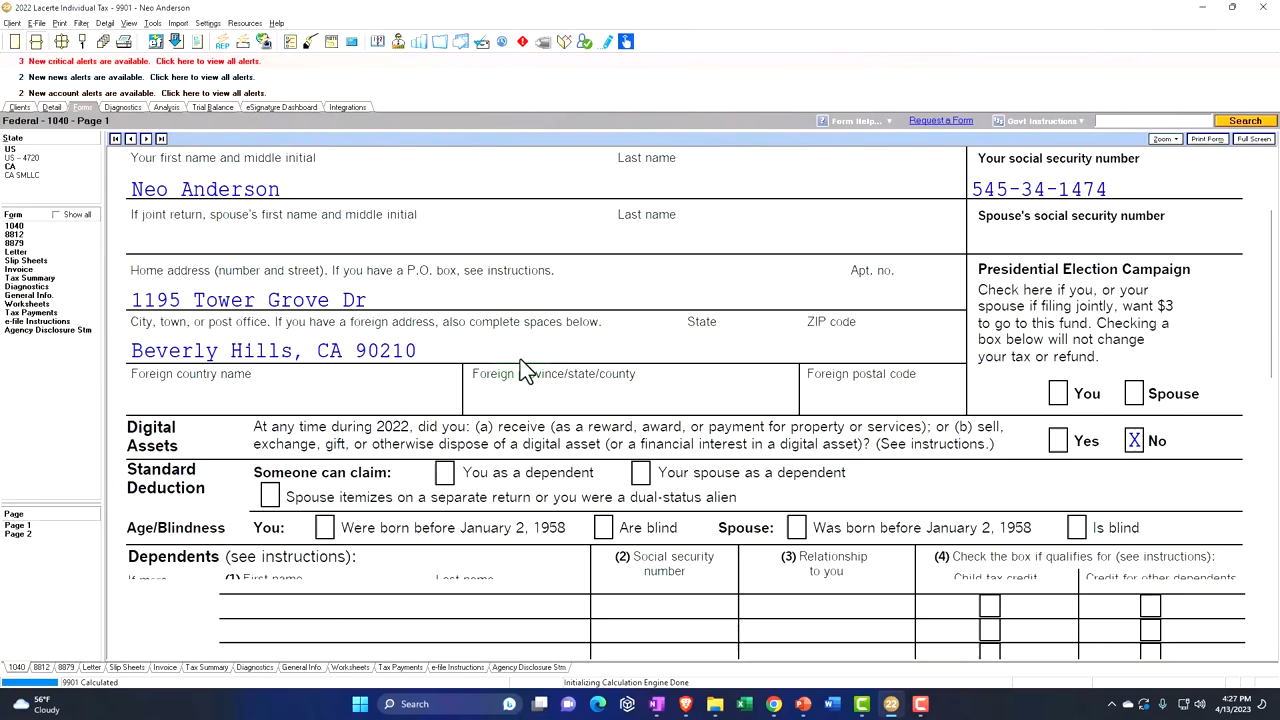 2022 Lacerte Individual Tax - 9901 - Neo Anderson
Client E-File Print Filter Detail View Tools Import Settings Resources Help
REP
3 New critical alerts are available. Click here to view all alerts.
2 New news alerts are available. Click here to view all alerts.
2 New account alerts are available. Click here to view all alerts.
Clients Detail Forms Diagnostics Analysis Trial Balance eSignature Dashboard Integrations
Federal - 1040 - Page 1 Form Help... Request a Form Govt Instructions Search
Zoom Print Form Full Screen
State
US
US - 4720
CA
CA SMLLC
Form Show all
1040
8812
8879
Letter
Slip Sheets
Invoice
Tax Summary
Diagnostics
General Info.
Worksheets
Tax Payments
e-file Instructions
Agency Disclosure Stm
Page
Page 1
Page 2
Your first name and middle initial Last name Your social security number
Neo Anderson 545-34-1474
If joint return, spouse's first name and middle initial Last name Spouse's social security number
Home address (number and street). If you have a P.O. box, see instructions. Apt. no.
1195 Tower Grove Dr
City, town, or post office. If you have a foreign address, also complete spaces below. State ZIP code
Beverly Hills, CA 90210
Foreign country name Foreign province/state/county Foreign postal code
Presidential Election Campaign
Check here if you, or your
spouse if filing jointly, want $3
to go to this fund. Checking a
box below will not change
your tax or refund.
You Spouse
Digital Assets
At any time during 2022, did you: (a) receive (as a reward, award, or payment for property or services); or (b) sell,
exchange, gift, or otherwise dispose of a digital asset (or a financial interest in a digital asset)? (See instructions.)
Yes X No
Standard Deduction
Someone can claim: You as a dependent Your spouse as a dependent
Spouse itemizes on a separate return or you were a dual-status alien
Age/Blindness You: Were born before January 2, 1958 Are blind Spouse: Was born before January 2, 1958 Is blind
Dependents (see instructions): (2) Social security number (3) Relationship to you (4) Check the box if qualifies for (see instructions):
If more (1) First name Last name Child tax credit Credit for other dependents
1040 8812 8879 Letter Slip Sheets Invoice Tax Summary Diagnostics General Info. Worksheets Tax Payments e-file Instructions Agency Disclosure Stm
9901 Calculated Initializing Calculation Engine Done
56°F
Cloudy
Search
22
4:27 PM
4/13/2023